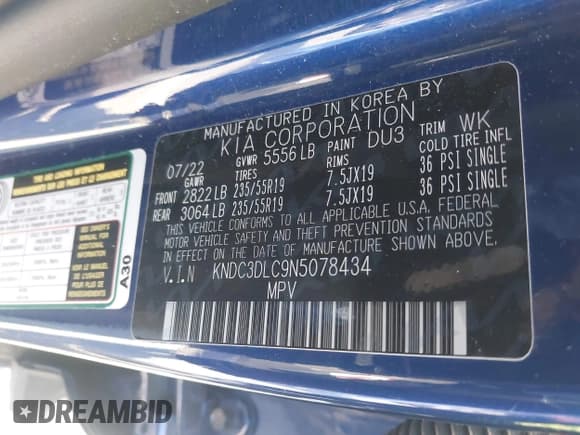 MANUFACTURED IN KOREA BY
KIA CORPORATION
07/22 GVWR 5556 LB PAINT DU3 TRIM WK
GAWR TIRES RIMS COLD TIRE INFL
FRONT 2822 LB 235/55R19 7.5JX19 36 PSI SINGLE
REAR 3064 LB 235/55R19 7.5JX19 36 PSI SINGLE
THIS VEHICLE CONFORMS TO ALL APPLICABLE U.S.A. FEDERAL
MOTOR VEHICLE SAFETY AND THEFT PREVENTION STANDARDS
IN EFFECT ON THE DATE OF MANUFACTURE SHOWN ABOVE.
V.I.N KNDC3DLC9N5078434
MPV
A30
DREAMBID